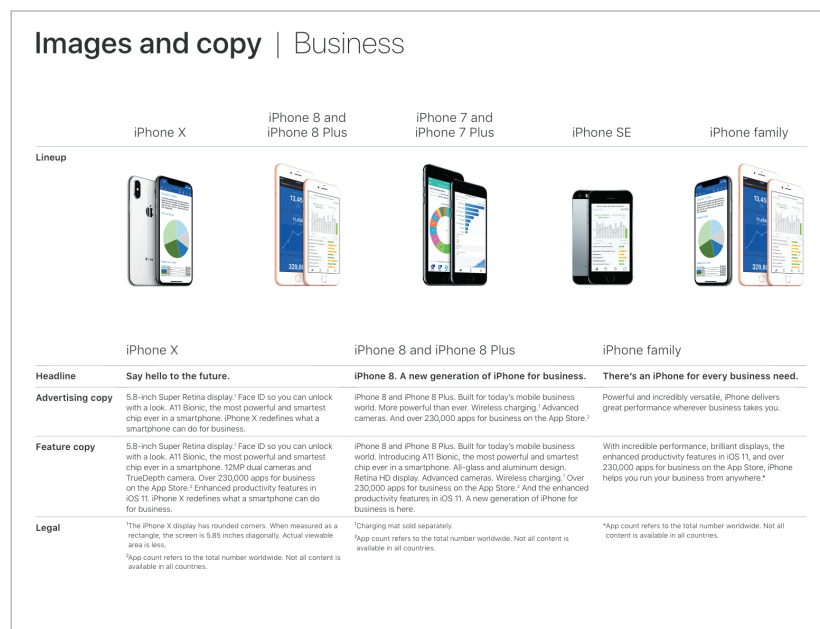 Images and copy | Business
iPhone X
iPhone 8 and
iPhone 8 Plus
iPhone 7 and
iPhone 7 Plus
iPhone SE
iPhone family
Lineup
13,45
11,458
329,88
iPhone X
iPhone 8 and iPhone 8 Plus
iPhone family
Headline
Say hello to the future.
iPhone 8. A new generation of iPhone for business.
There's an iPhone for every business need.
Advertising copy
5.8-inch Super Retina display.¹ Face ID so you can unlock
with a look. A11 Bionic, the most powerful and smartest
chip ever in a smartphone. iPhone X redefines what a
smartphone can do for business.
iPhone 8 and iPhone 8 Plus. Built for today's mobile business
world. More powerful than ever. Wireless charging.¹ Advanced
cameras. And over 230,000 apps for business on the App Store.²
Powerful and incredibly versatile, iPhone delivers
great performance wherever business takes you.
Feature copy
5.8-inch Super Retina display.¹ Face ID so you can unlock
with a look. A11 Bionic, the most powerful and smartest
chip ever in a smartphone. 12MP dual cameras and
TrueDepth camera. Over 230,000 apps for business
on the App Store.² Enhanced productivity features in
iOS 11. iPhone X redefines what a smartphone can do
for business.
iPhone 8 and iPhone 8 Plus. Built for today's mobile business
world. Introducing A11 Bionic, the most powerful and smartest
chip ever in a smartphone. All-glass and aluminum design.
Retina HD display. Advanced cameras. Wireless charging.¹ Over
230,000 apps for business on the App Store.² And the enhanced
productivity features in iOS 11. A new generation of iPhone for
business is here.
With incredible performance, brilliant displays, the
enhanced productivity features in iOS 11, and over
230,000 apps for business on the App Store, iPhone
helps you run your business from anywhere.*
Legal
¹The iPhone X display has rounded corners. When measured as a
rectangle, the screen is 5.85 inches diagonally. Actual viewable
area is less.
²App count refers to the total number worldwide. Not all content is
available in all countries.
¹Charging mat sold separately.
²App count refers to the total number worldwide. Not all content is
available in all countries.
*App count refers to the total number worldwide. Not all
content is available in all countries.